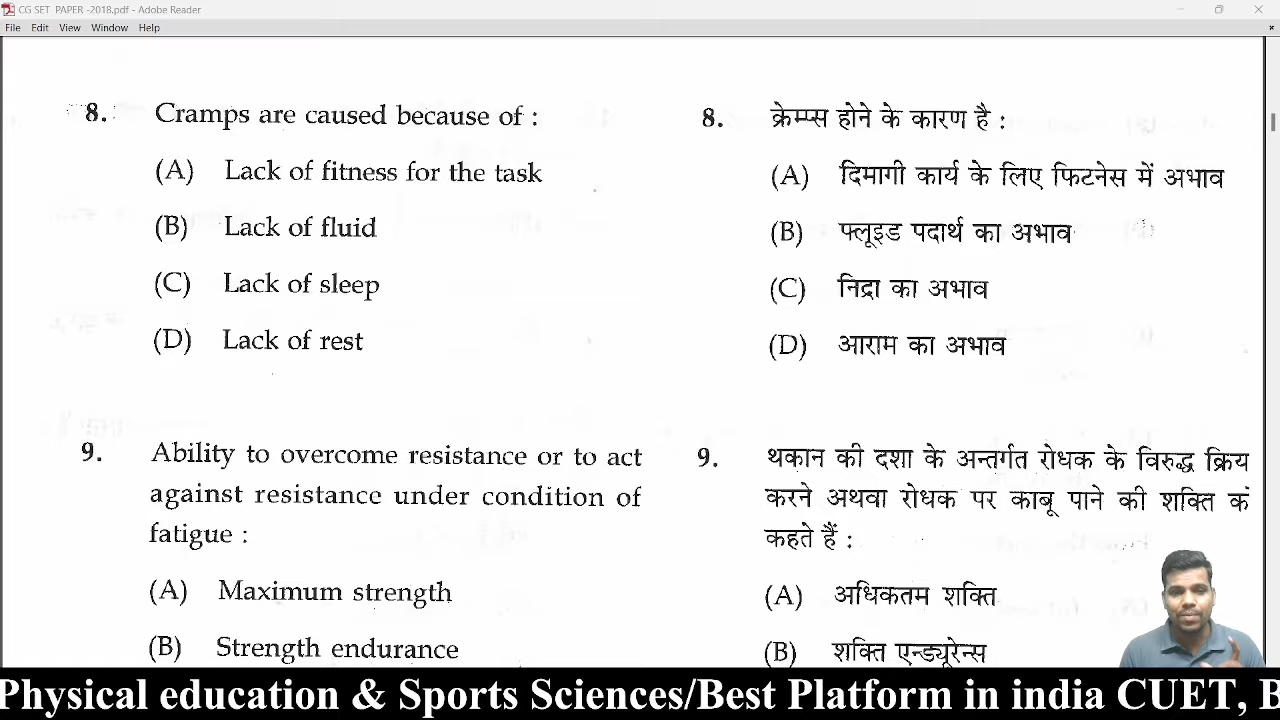 CG SET PAPER -2018.pdf - Adobe Reader
File Edit View Window Help
8. Cramps are caused because of :
(A) Lack of fitness for the task
(B) Lack of fluid
(C) Lack of sleep
(D) Lack of rest
9. Ability to overcome resistance or to act
against resistance under condition of
fatigue :
(A) Maximum strength
(B) Strength endurance
8. क्रेम्प्स होने के कारण है :
(A) दिमागी कार्य के लिए फिटनेस में अभाव
(B) फ्लूइड पदार्थ का अभाव
(C) निद्रा का अभाव
(D) आराम का अभाव
9. थकान की दशा के अन्तर्गत रोधक के विरुद्ध क्रिय
करने अथवा रोधक पर काबू पाने की शक्ति कं
कहते हैं :
(A) अधिकतम शक्ति
(B) शक्ति एन्ड्यूरेन्स
Physical education & Sports Sciences/Best Platform in india CUET, B